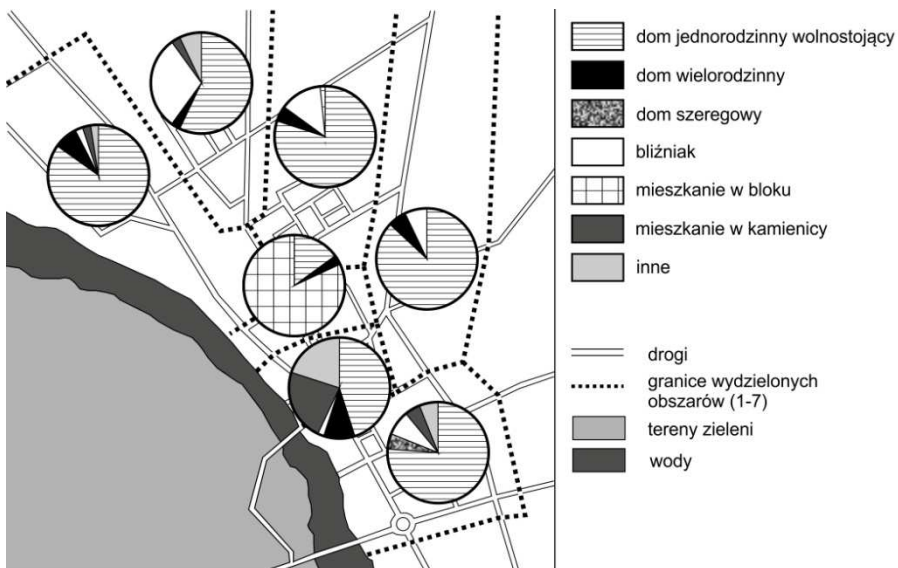 dom jednorodzinny wolnostojący
dom wielorodzinny
dom szeregowy
bliźniak
mieszkanie w bloku
mieszkanie w kamienicy
inne
drogi
granice wydzielonych
obszarów (1-7)
tereny zieleni
wody